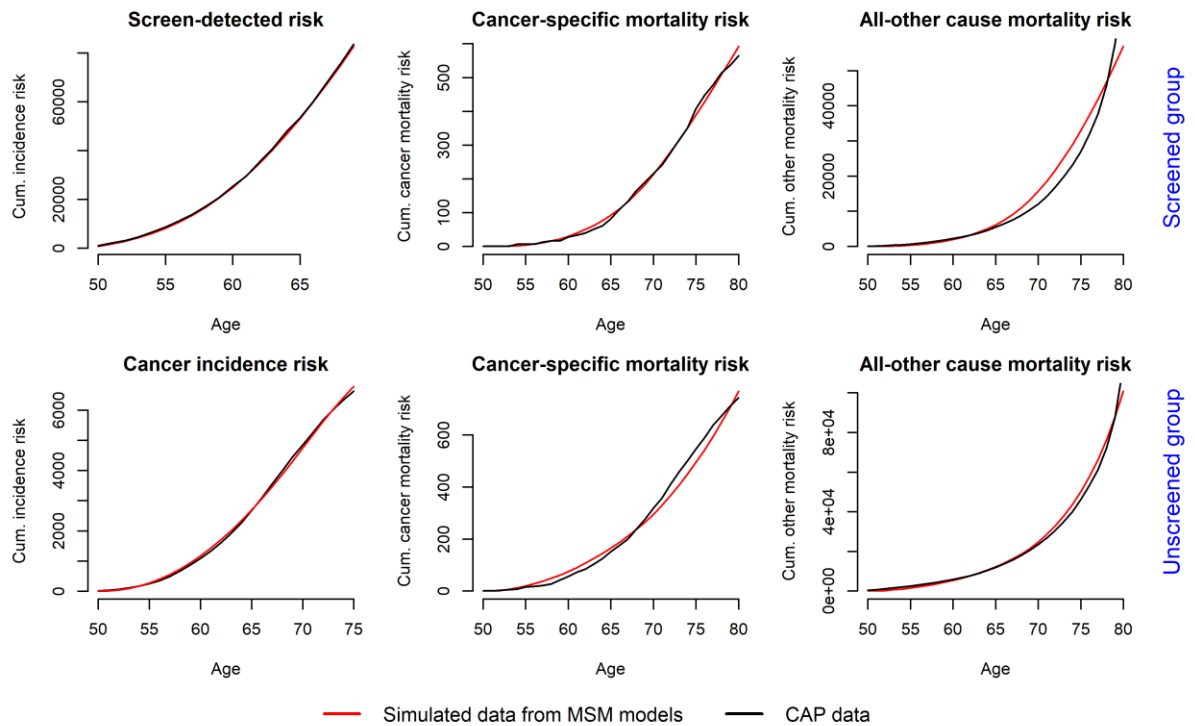 Screen-detected risk
Cum. incidence risk
0 20000 60000
50 55 60 65
Age
Cancer-specific mortality risk
Cum. cancer mortality risk
0 100 300 500
50 55 60 65 70 75 80
Age
All-other cause mortality risk
Cum. other mortality risk
0 20000 40000
50 55 60 65 70 75 80
Age
Screened group
Cancer incidence risk
Cum. incidence risk
0 2000 4000 6000
50 55 60 65 70 75
Age
Cancer-specific mortality risk
Cum. cancer mortality risk
0 200 400 600
50 55 60 65 70 75 80
Age
All-other cause mortality risk
Cum. other mortality risk
0e+00 4e+04 8e+04
50 55 60 65 70 75 80
Age
Unscreened group
Simulated data from MSM models CAP data